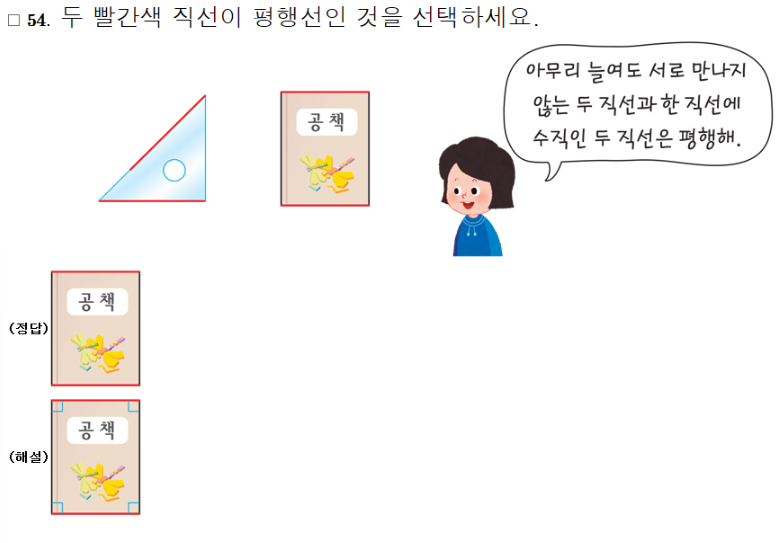 □ 54. 두 빨간색 직선이 평행선인 것을 선택하세요.
아무리 늘여도 서로 만나지
않는 두 직선과 한 직선에
수직인 두 직선은 평행해.
공책
(정답)
공책
(해설)
공책